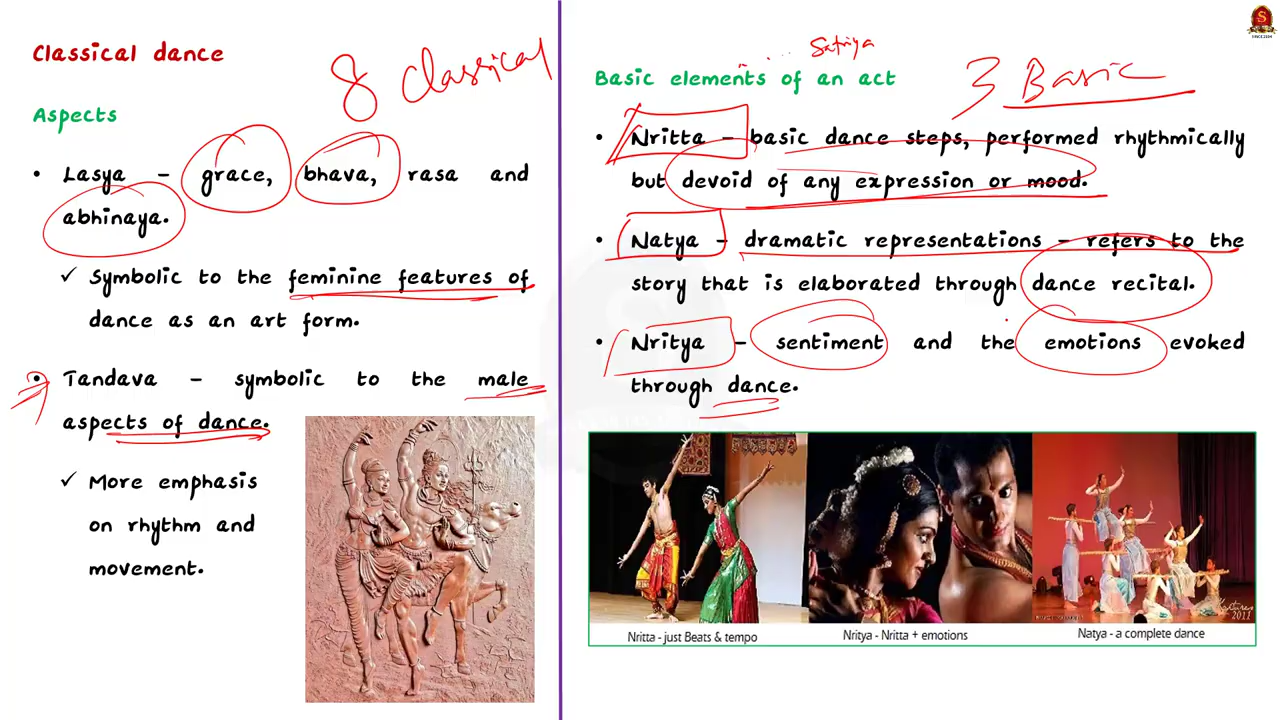 Classical dance
8 Classical
Aspects
• Lasya – grace, bhava, rasa and
abhinaya.
✓ Symbolic to the feminine features of
dance as an art form.
• Tandava – symbolic to the male
aspects of dance.
✓ More emphasis
on rhythm and
movement.
Satriya
Basic elements of an act
3 Basic
• Nritta – basic dance steps, performed rhythmically
but devoid of any expression or mood.
• Natya – dramatic representations – refers to the
story that is elaborated through dance recital.
• Nritya – sentiment and the emotions evoked
through dance.
Nritta - just Beats & tempo
Nritya - Nritta + emotions
Natya - a complete dance
2011
S
SINCE 2004